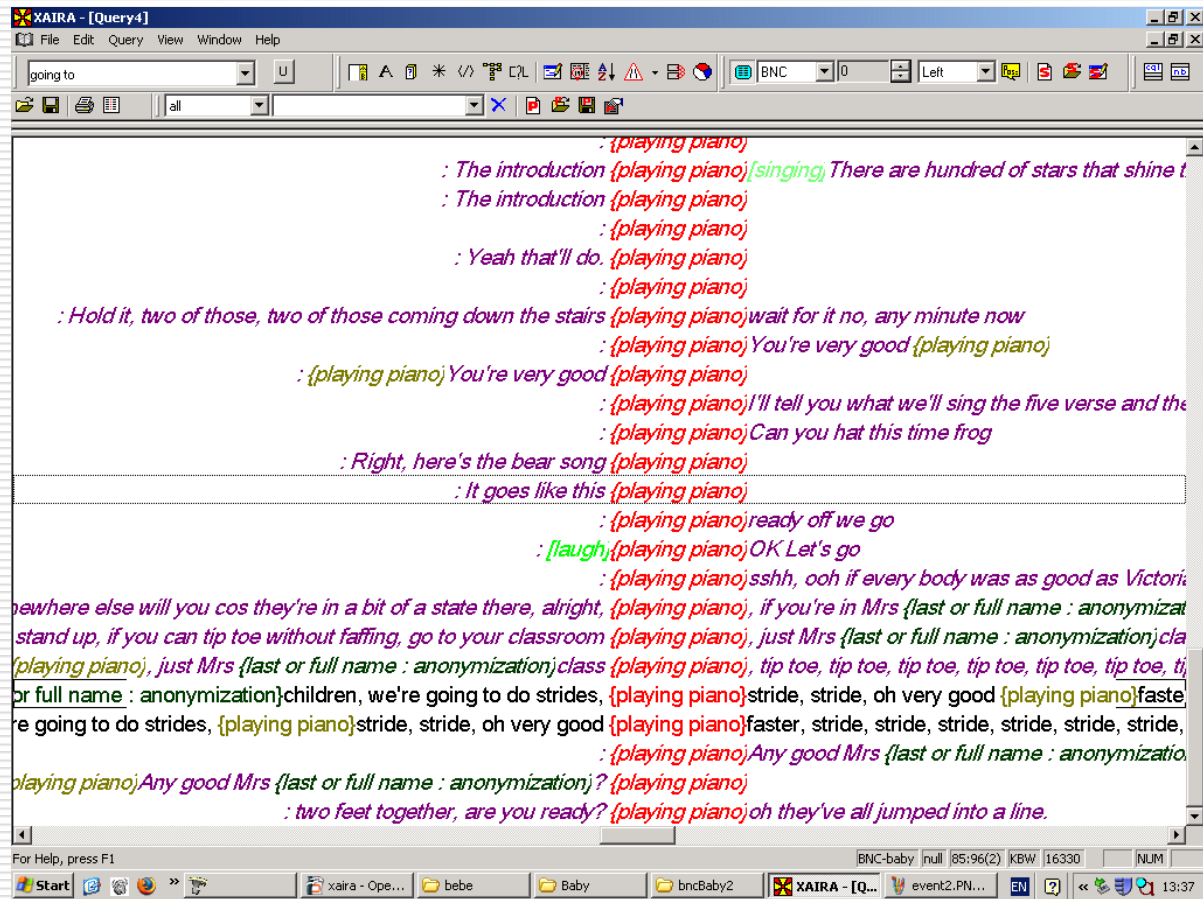 XAIRA - [Query4]
File Edit Query View Window Help
going to U BNC 0 Left
all
: {playing piano}
: The introduction {playing piano}[singing] There are hundred of stars that shine t
: The introduction {playing piano}
: {playing piano}
: Yeah that'll do. {playing piano}
: {playing piano}
: Hold it, two of those, two of those coming down the stairs {playing piano}wait for it no, any minute now
: {playing piano}You're very good {playing piano}
: {playing piano}You're very good {playing piano}
: {playing piano}I'll tell you what we'll sing the five verse and the
: {playing piano}Can you hat this time frog
: Right, here's the bear song {playing piano}
: It goes like this {playing piano}
: {playing piano}ready off we go
: [laugh]{playing piano}OK Let's go
: {playing piano}sshh, ooh if every body was as good as Victoria
ewhere else will you cos they're in a bit of a state there, alright, {playing piano}, if you're in Mrs {last or full name : anonymizat
stand up, if you can tip toe without faffing, go to your classroom {playing piano}, just Mrs {last or full name : anonymization}cla
{playing piano}, just Mrs {last or full name : anonymization}class {playing piano}, tip toe, tip toe, tip toe, tip toe, tip toe, tip toe, ti
or full name : anonymization}children, we're going to do strides, {playing piano}stride, stride, oh very good {playing piano}faste
re going to do strides, {playing piano}stride, stride, oh very good {playing piano}faster, stride, stride, stride, stride, stride, stride,
: {playing piano}Any good Mrs {last or full name : anonymizatio
playing piano}Any good Mrs {last or full name : anonymization}? {playing piano}
: two feet together, are you ready? {playing piano}oh they've all jumped into a line.
For Help, press F1 BNC-baby null 85:96(2) KBW 16330 NUM
Start » xaira - Ope... bebe Baby bncBaby2 XAIRA - [Q... event2.PN... EN « 13:37